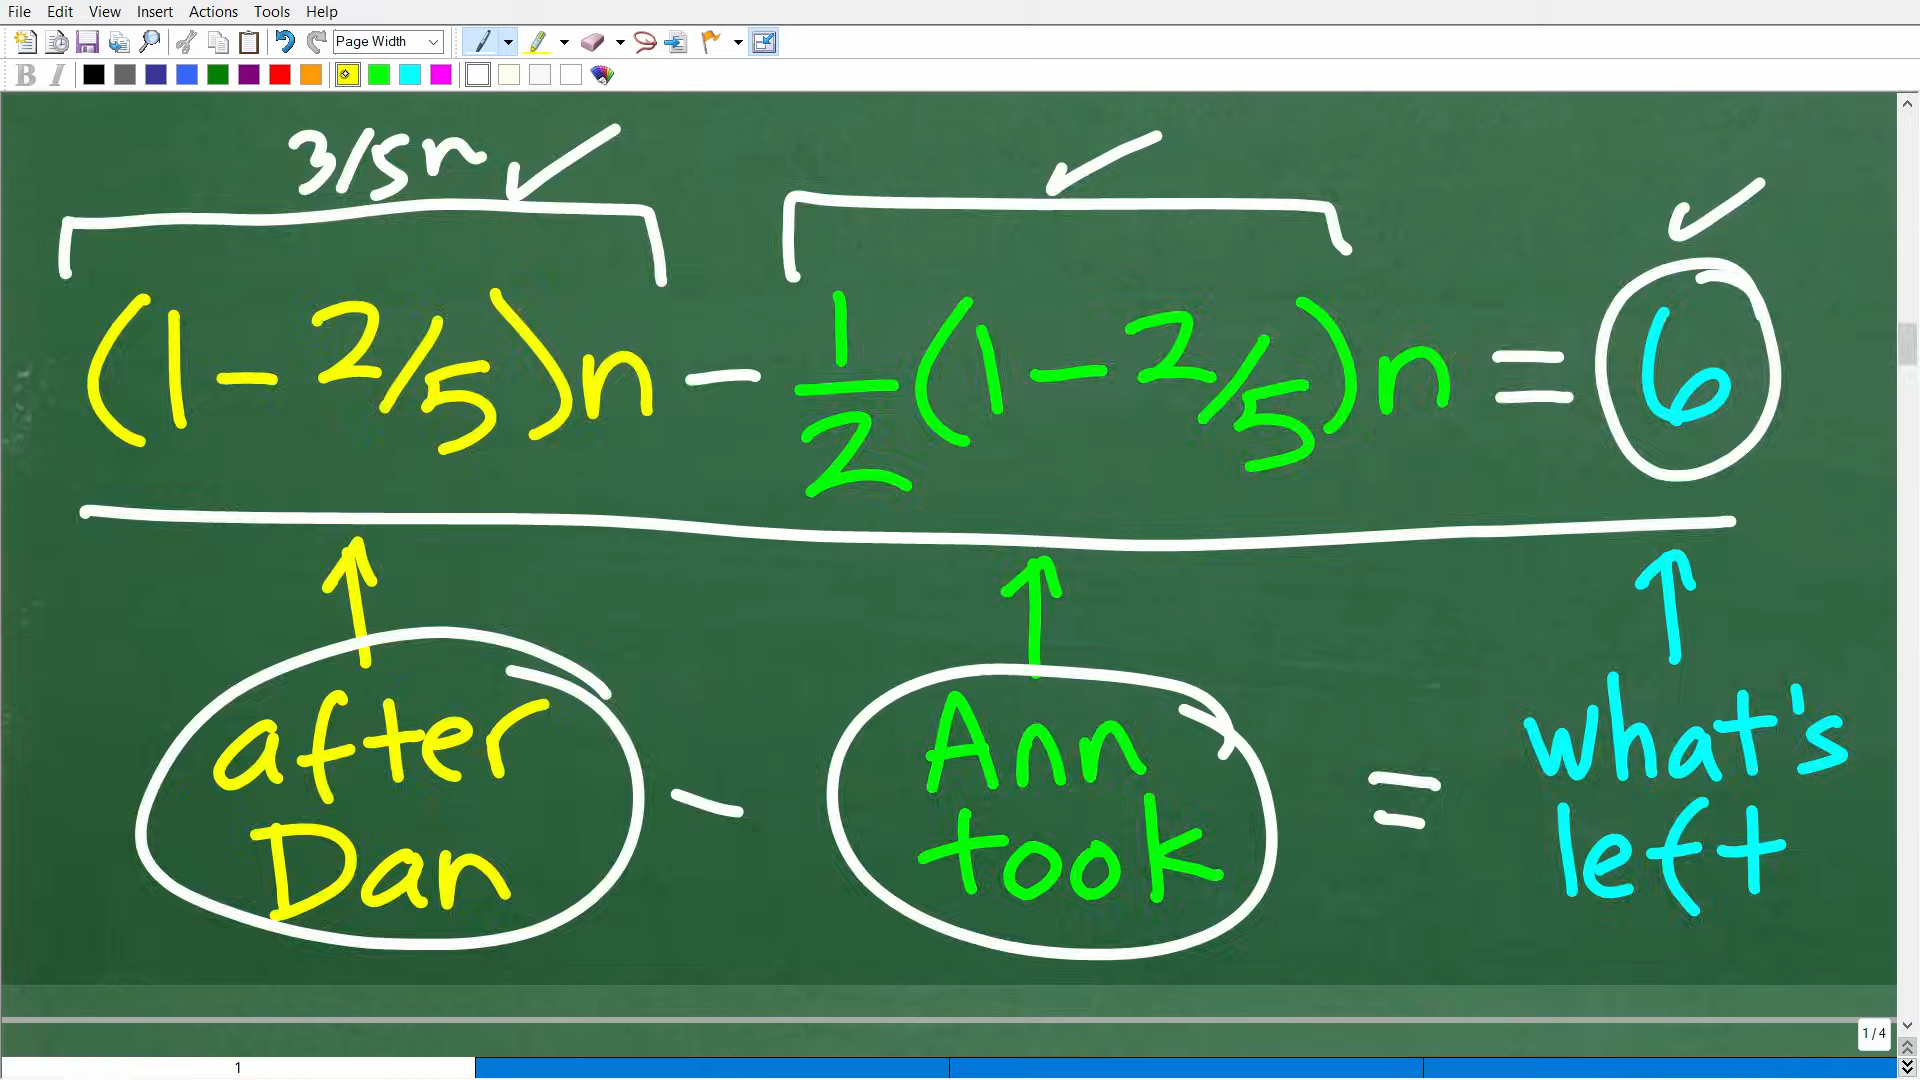 File Edit View Insert Actions Tools Help
Page Width
B I
3/5n
(1 - 2/5)n - 1/2 (1 - 2/5)n = 6
after Dan - Ann took = what's left
1 / 4
1